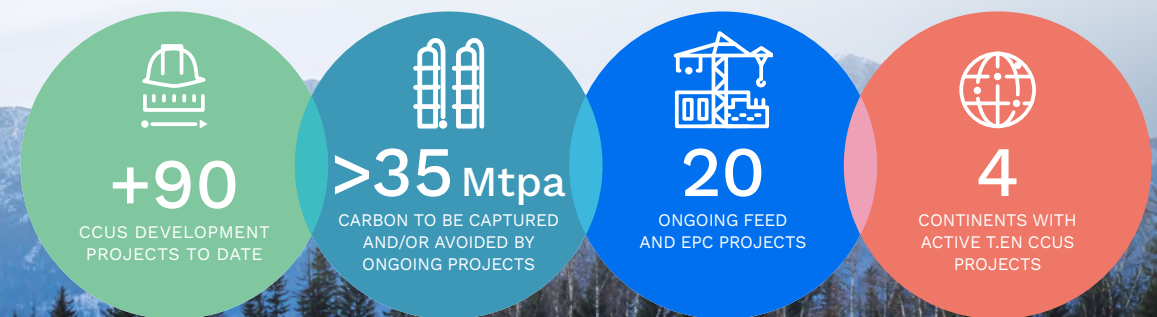 +90
CCUS DEVELOPMENT
PROJECTS TO DATE
>35 Mtpa
CARBON TO BE CAPTURED
AND/OR AVOIDED BY
ONGOING PROJECTS
20
ONGOING FEED
AND EPC PROJECTS
4
CONTINENTS WITH
ACTIVE T.EN CCUS
PROJECTS